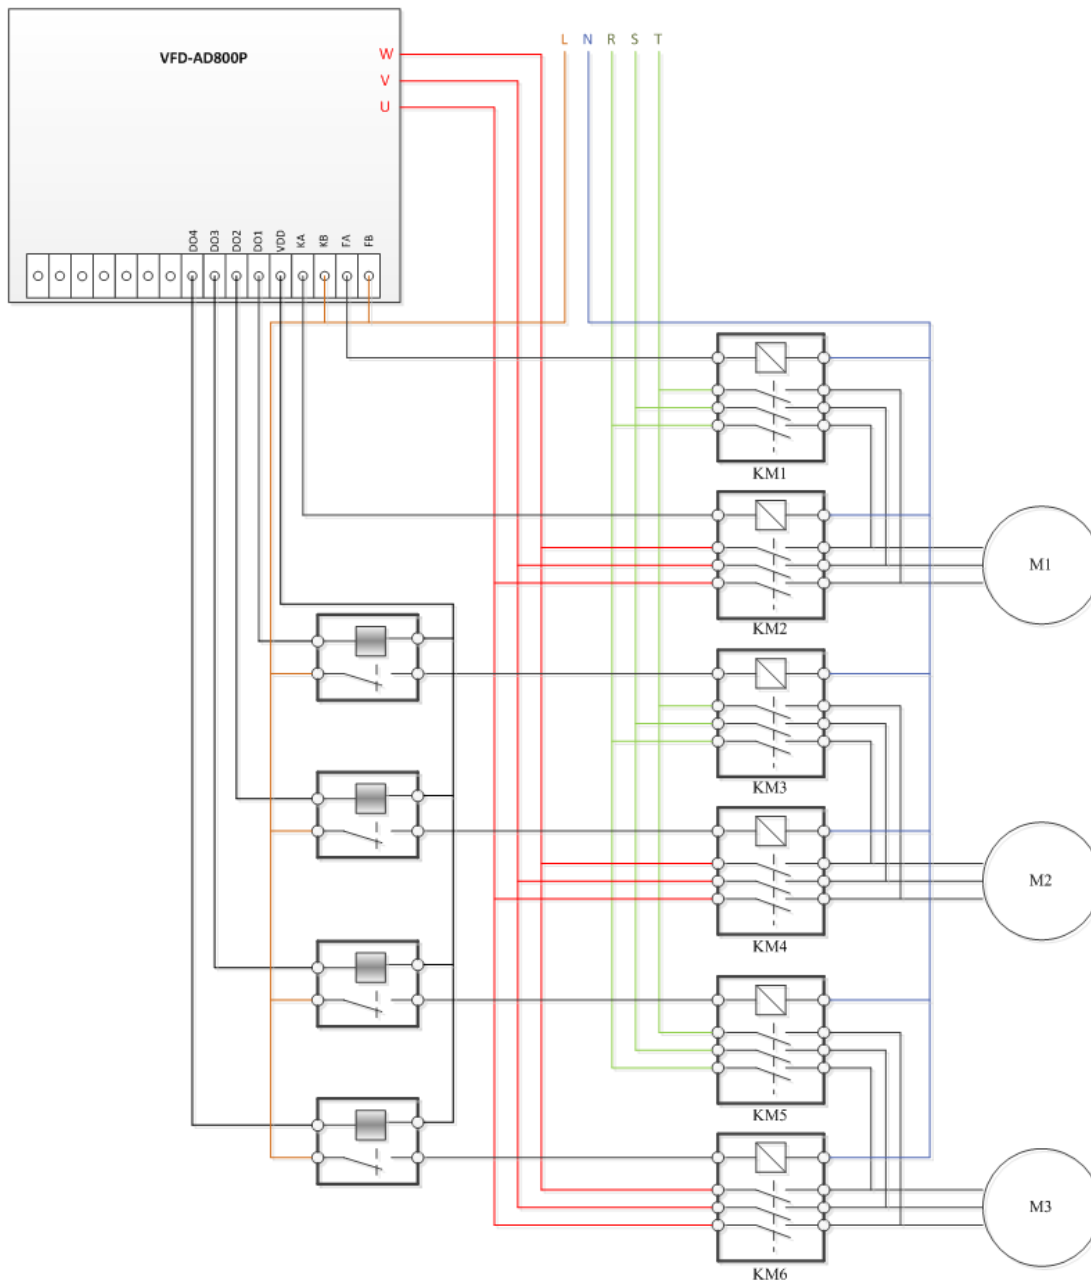 VFD-AD800P
W
V
U
L N R S T
DO4 DO3 DO2 DO1 VDD KA KB FA FB
KM1
KM2
M1
KM3
KM4
M2
KM5
KM6
M3